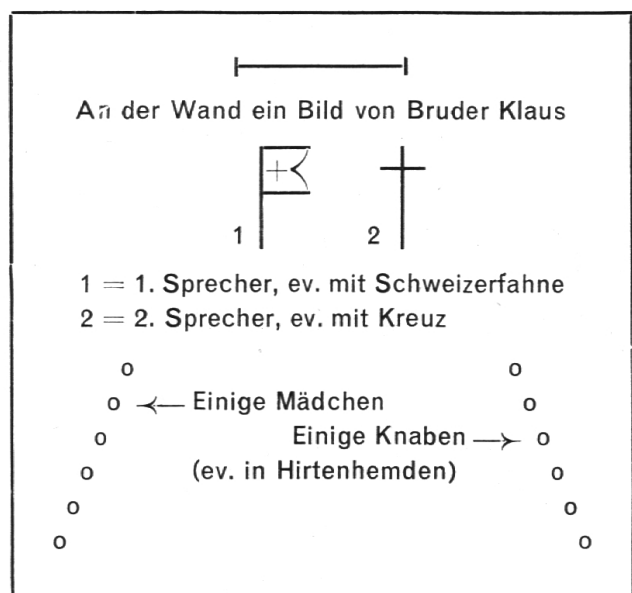 An der Wand ein Bild von Bruder Klaus
1 2
1 = 1. Sprecher, ev. mit Schweizerfahne
2 = 2. Sprecher, ev. mit Kreuz
Einige Mädchen
Einige Knaben
(ev. in Hirtenhemden)